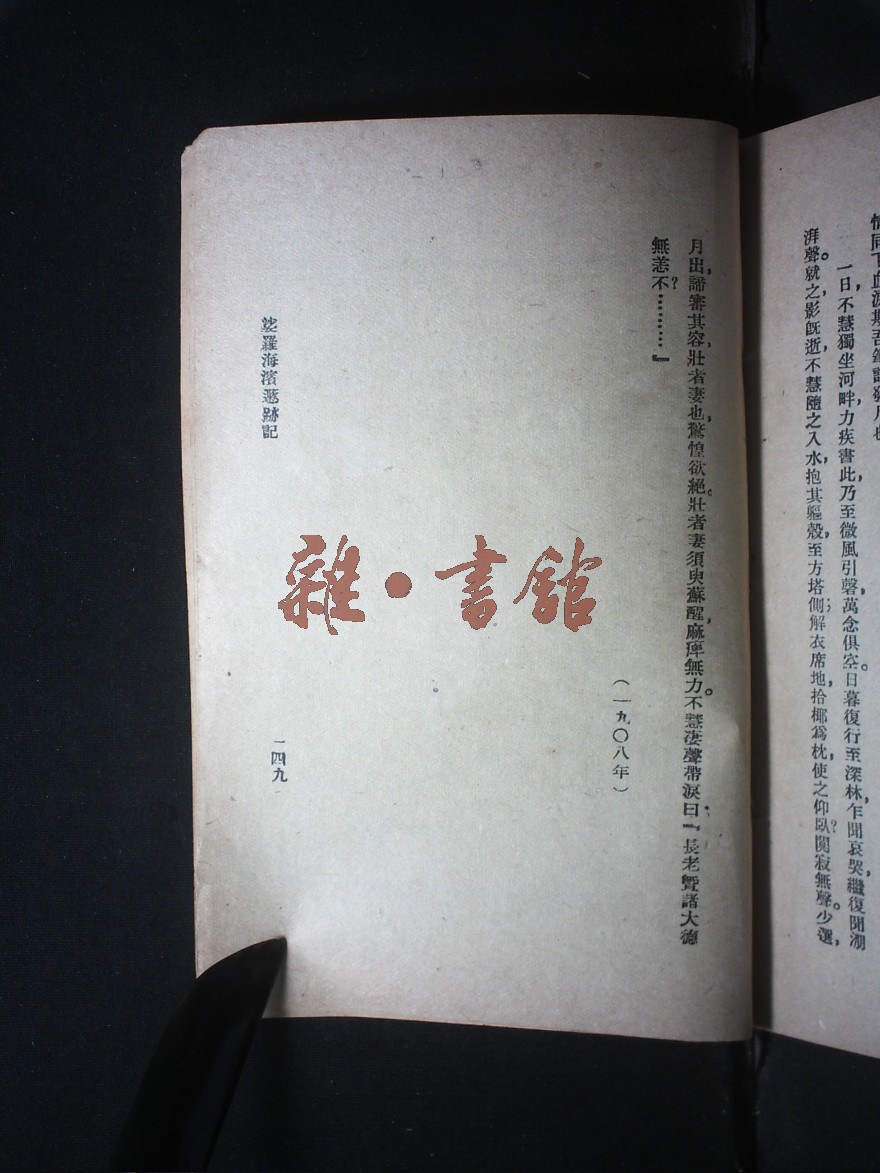 一日，不慧獨坐河畔，力疾書此，乃至微風引磬，萬念俱空。日暮復行至深林，乍聞哀哭，繼復聞泐
湃聲。就之，影既逝，不慧隨之入水，抱其軀殼，至方塔側，解衣席地，拾椰爲枕，使之仰臥，闃寂無聲。少選，
月出，諦審其容，壯者妻也，驚惶欲絕。壯者妻須臾蘇醒，麻痺無力。不慧淒聲帶淚曰：『長老暨諸大德
無恙不？…………』
（一九〇八年）
娑羅海濱遯跡記
一四九
雜·書館